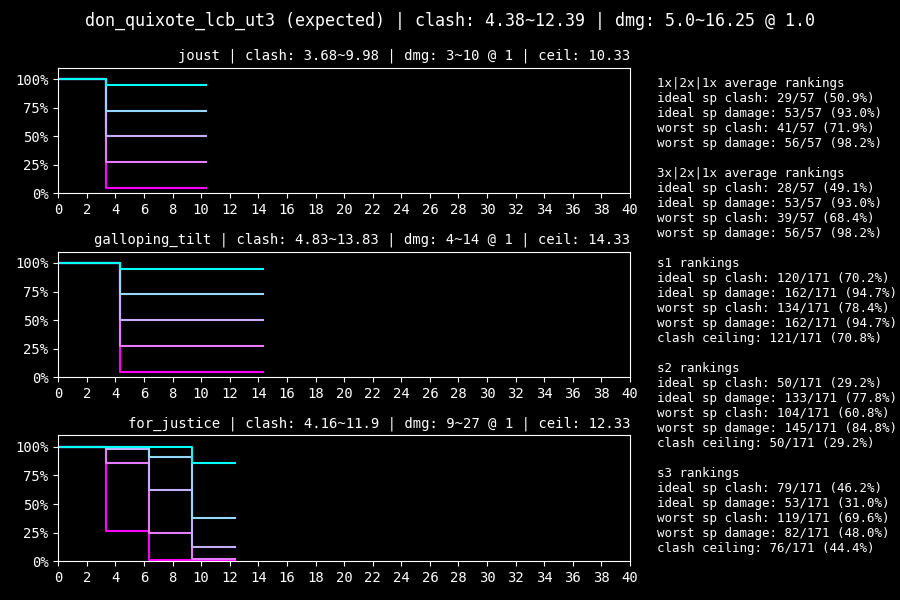 don_quixote_lcb_ut3 (expected) | clash: 4.38~12.39 | dmg: 5.0~16.25 @ 1.0
joust | clash: 3.68~9.98 | dmg: 3~10 @ 1 | ceil: 10.33
100%
75%
50%
25%
0%
0 2 4 6 8 10 12 14 16 18 20 22 24 26 28 30 32 34 36 38 40
galloping_tilt | clash: 4.83~13.83 | dmg: 4~14 @ 1 | ceil: 14.33
100%
75%
50%
25%
0%
0 2 4 6 8 10 12 14 16 18 20 22 24 26 28 30 32 34 36 38 40
for_justice | clash: 4.16~11.9 | dmg: 9~27 @ 1 | ceil: 12.33
100%
75%
50%
25%
0%
0 2 4 6 8 10 12 14 16 18 20 22 24 26 28 30 32 34 36 38 40
1x|2x|1x average rankings
ideal sp clash: 29/57 (50.9%)
ideal sp damage: 53/57 (93.0%)
worst sp clash: 41/57 (71.9%)
worst sp damage: 56/57 (98.2%)
3x|2x|1x average rankings
ideal sp clash: 28/57 (49.1%)
ideal sp damage: 53/57 (93.0%)
worst sp clash: 39/57 (68.4%)
worst sp damage: 56/57 (98.2%)
s1 rankings
ideal sp clash: 120/171 (70.2%)
ideal sp damage: 162/171 (94.7%)
worst sp clash: 134/171 (78.4%)
worst sp damage: 162/171 (94.7%)
clash ceiling: 121/171 (70.8%)
s2 rankings
ideal sp clash: 50/171 (29.2%)
ideal sp damage: 133/171 (77.8%)
worst sp clash: 104/171 (60.8%)
worst sp damage: 145/171 (84.8%)
clash ceiling: 50/171 (29.2%)
s3 rankings
ideal sp clash: 79/171 (46.2%)
ideal sp damage: 53/171 (31.0%)
worst sp clash: 119/171 (69.6%)
worst sp damage: 82/171 (48.0%)
clash ceiling: 76/171 (44.4%)